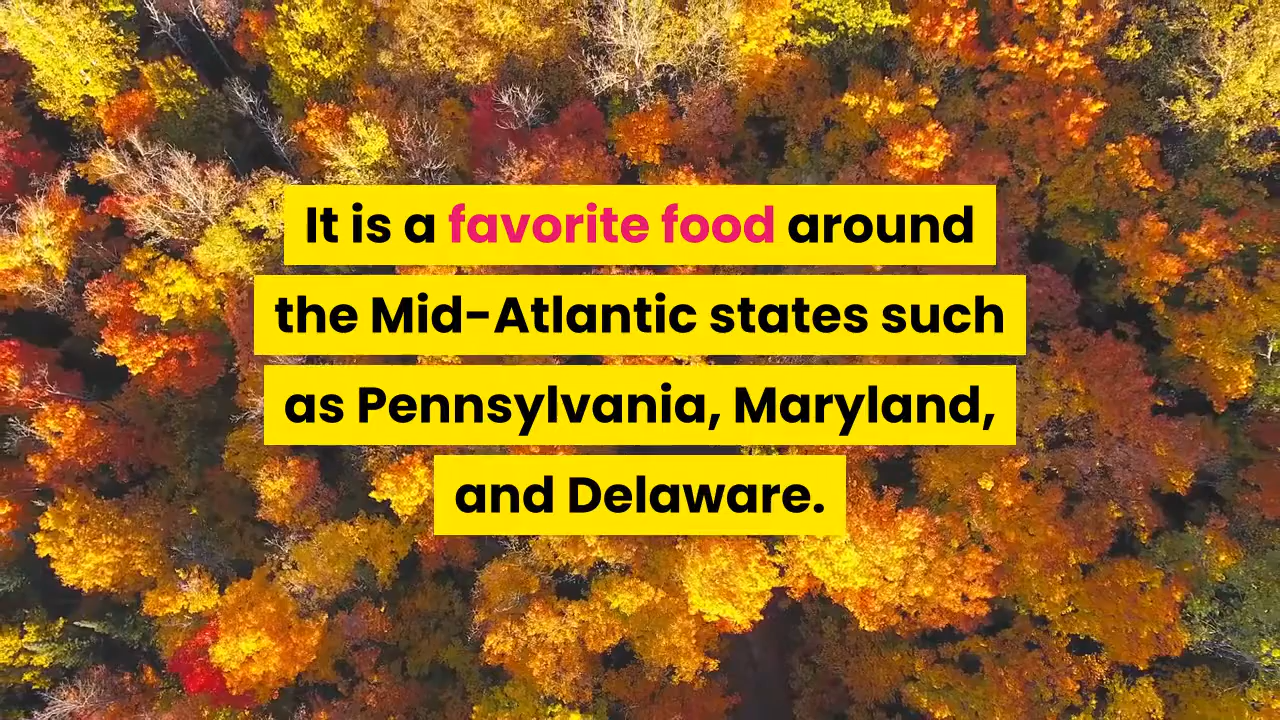 It is a favorite food around
the Mid-Atlantic states such
as Pennsylvania, Maryland,
and Delaware.